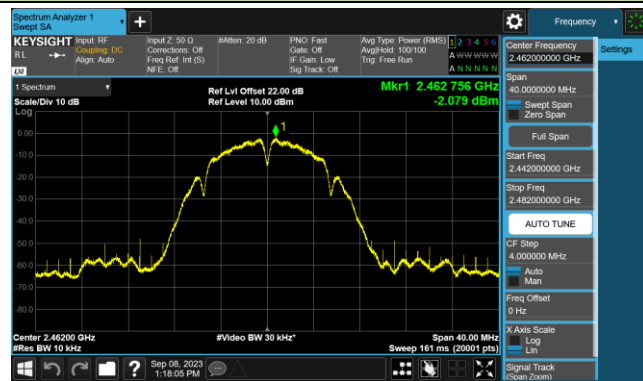 Spectrum Analyzer 1
Swept SA
Frequency
KEYSIGHT
Input: RF
Coupling: DC
Align: Auto
Input Z: 50 Ω
Corrections: Off
Freq Ref: Int (S)
NFE: Off
#Atten: 20 dB
PNO: Fast
Gate: Off
IF Gain: Low
Sig Track: Off
Avg Type: Power (RMS)
Avg|Hold: 100/100
Trig: Free Run
1 2 3 4 5 6
A W W W W W
A N N N N N
RL
LXI
1 Spectrum
Scale/Div 10 dB
Log
Ref Lvl Offset 22.00 dB
Ref Level 10.00 dBm
Mkr1 2.462 756 GHz
-2.079 dBm
1
0.00
-10.0
-20.0
-30.0
-40.0
-50.0
-60.0
-70.0
-80.0
Center 2.46200 GHz
#Res BW 10 kHz
#Video BW 30 kHz*
Span 40.00 MHz
Sweep 161 ms (20001 pts)
Sep 08, 2023
1:18:05 PM
Center Frequency
2.462000000 GHz
Settings
Span
40.0000000 MHz
Swept Span
Zero Span
Full Span
Start Freq
2.442000000 GHz
Stop Freq
2.482000000 GHz
AUTO TUNE
CF Step
4.000000 MHz
Auto
Man
Freq Offset
0 Hz
X Axis Scale
Log
Lin
Signal Track
(Span Zoom)